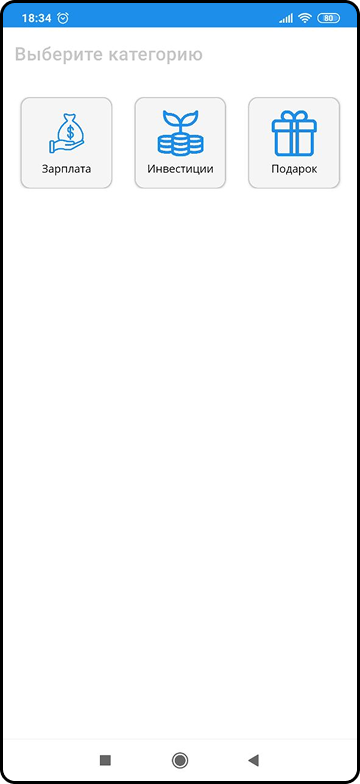 18:34
80
Выберите категорию
Зарплата
Инвестиции
Подарок